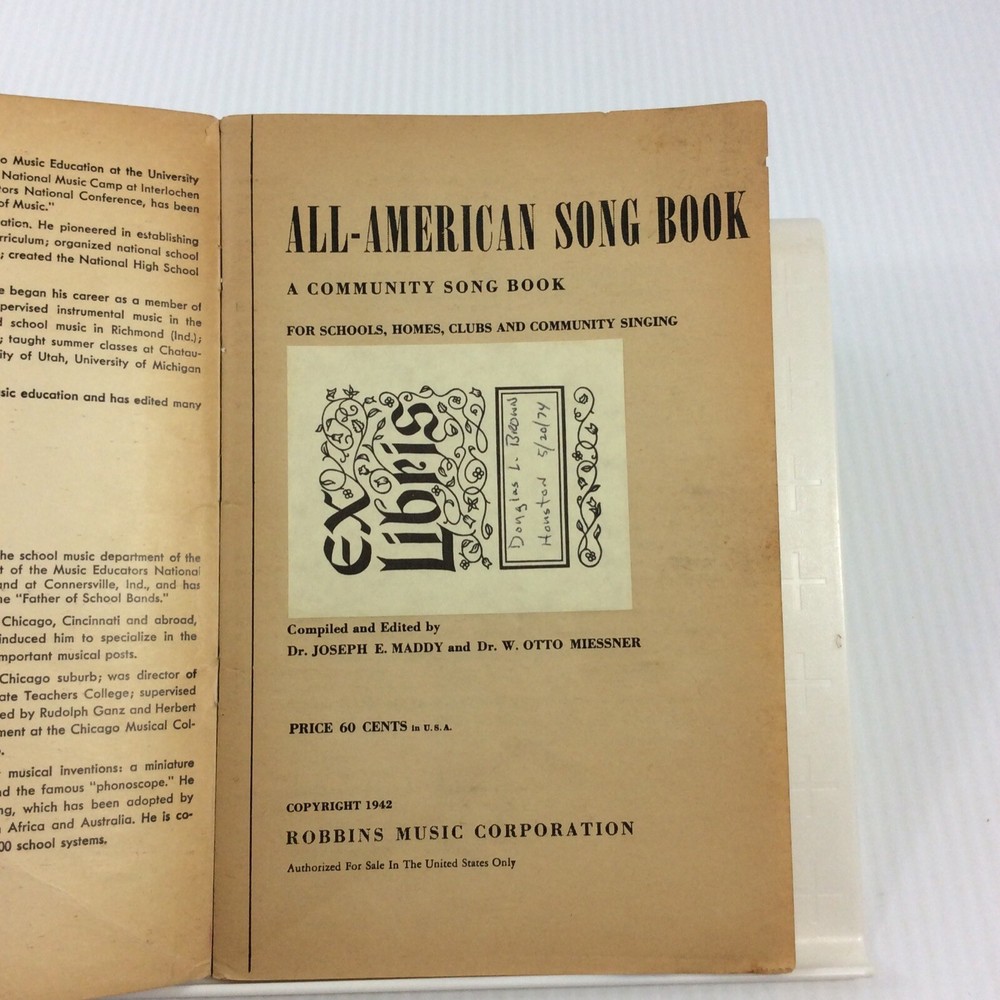 o Music Education at the University
National Music Camp at Interlochen
tors National Conference, has been
of Music."
ation. He pioneered in establishing
rriculum; organized national school
; created the National High School
e began his career as a member of
pervised instrumental music in the
d school music in Richmond (Ind.);
; taught summer classes at Chatau-
ity of Utah, University of Michigan
sic education and has edited many
he school music department of the
t of the Music Educators National
and at Connersville, Ind., and has
he "Father of School Bands."
Chicago, Cincinnati and abroad,
induced him to specialize in the
mportant musical posts.
Chicago suburb; was director of
ate Teachers College; supervised
ed by Rudolph Ganz and Herbert
ment at the Chicago Musical Col-
musical inventions: a miniature
nd the famous "phonoscope." He
ng, which has been adopted by
Africa and Australia. He is co-
00 school systems.
ALL-AMERICAN SONG BOOK
A COMMUNITY SONG BOOK
FOR SCHOOLS, HOMES, CLUBS AND COMMUNITY SINGING
EX
Libris
Douglas L. BROWN
Houston 5/20/74
Compiled and Edited by
Dr. JOSEPH E. MADDY and Dr. W. OTTO MIESSNER
PRICE 60 CENTS in U.S.A.
COPYRIGHT 1942
ROBBINS MUSIC CORPORATION
Authorized For Sale In The United States Only